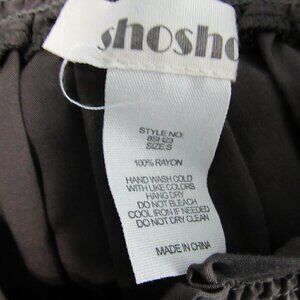 shosho
STYLE NO:
8SH23
SIZE:S
100% RAYON
HAND WASH COLD
WITH LIKE COLORS
HANG DRY
DO NOT BLEACH
COOL IRON IF NEEDED
DO NOT DRY CLEAN
MADE IN CHINA